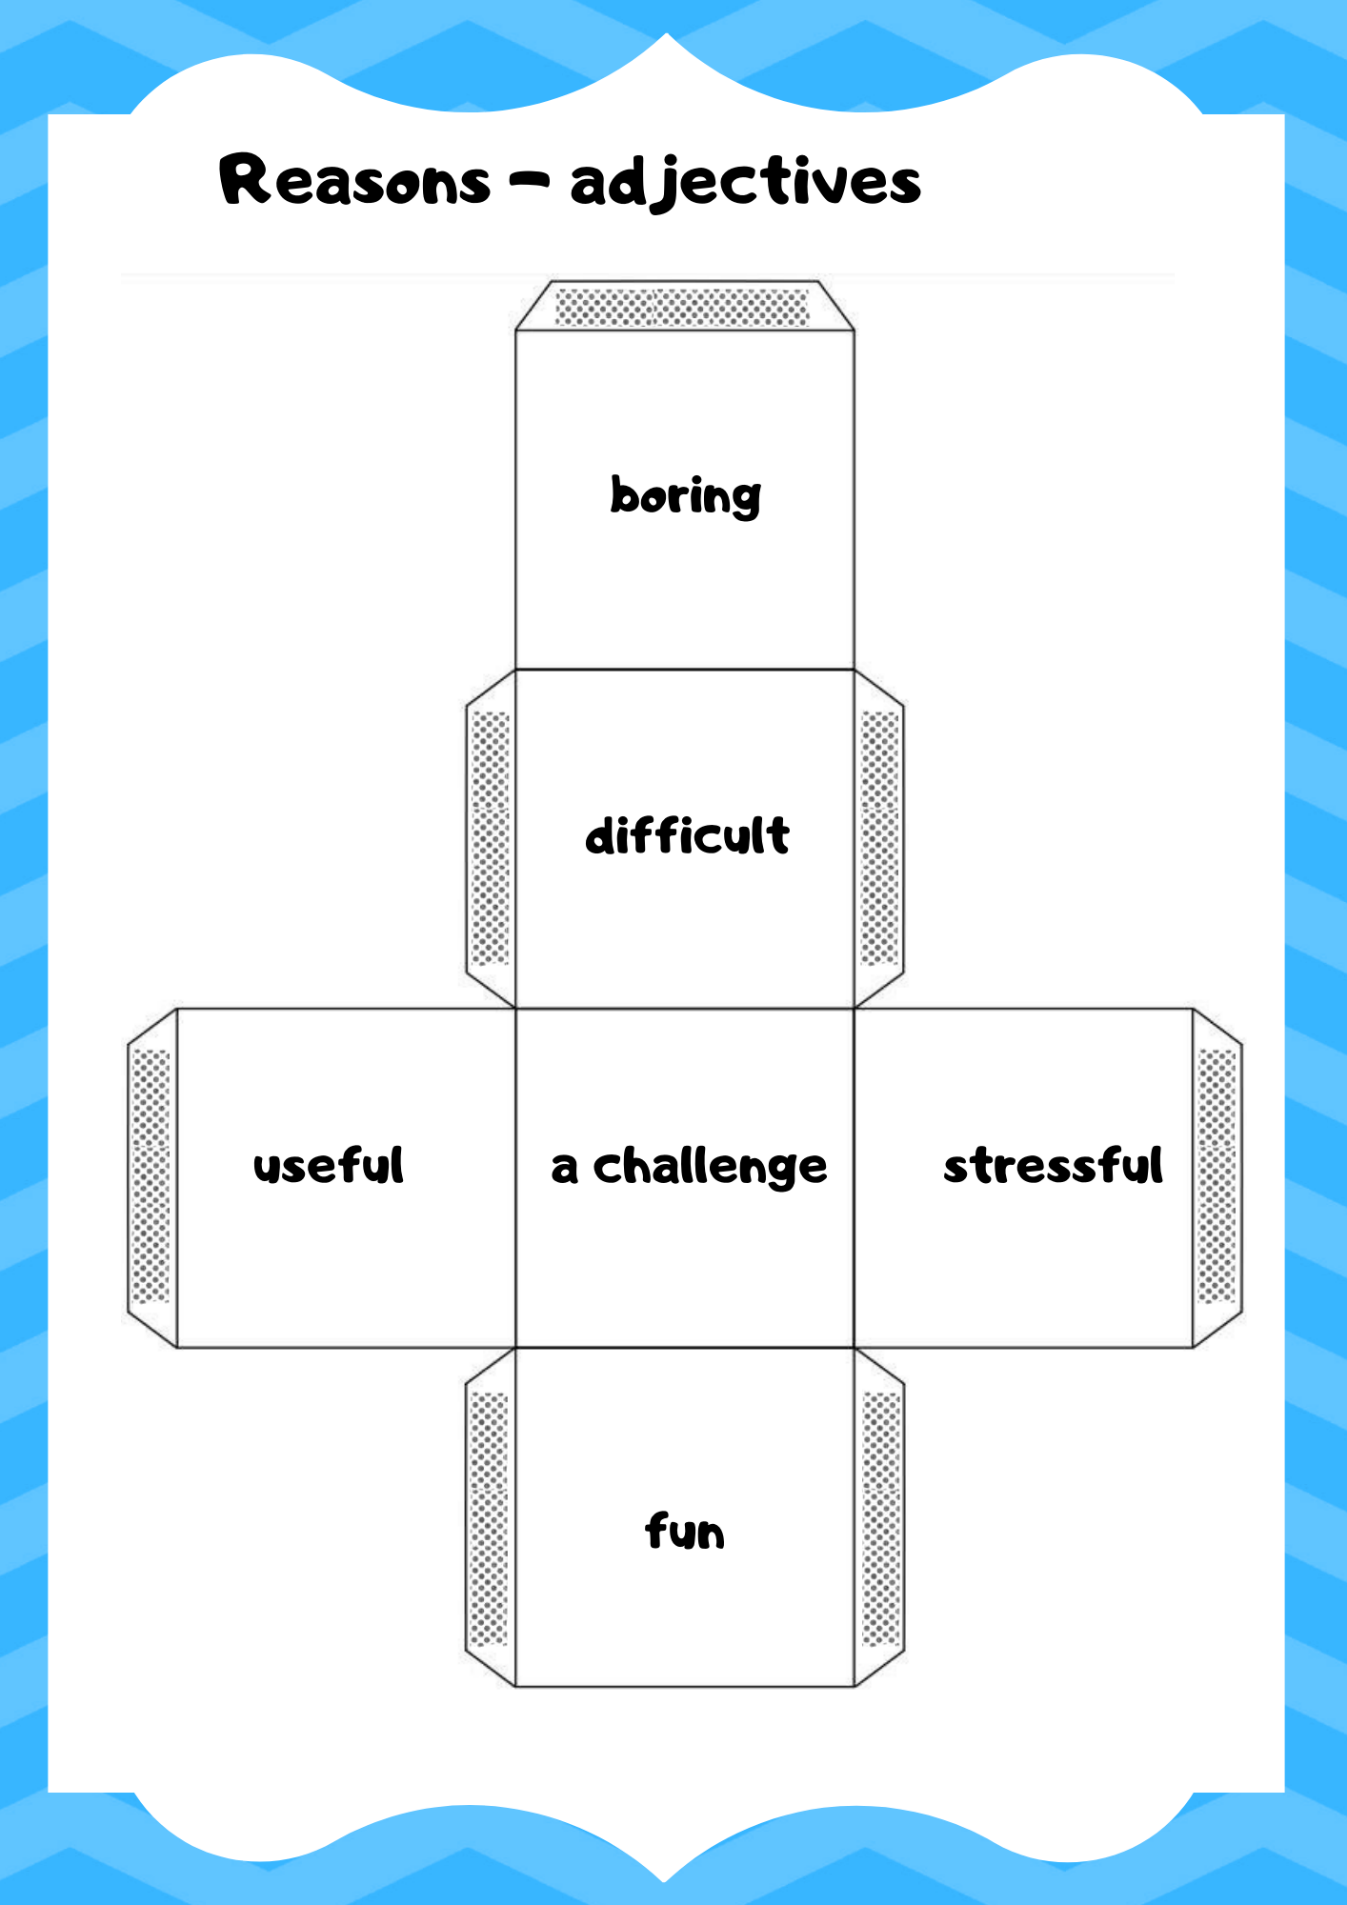 Reasons - adjectives
boring
difficult
useful
a challenge
stressful
fun